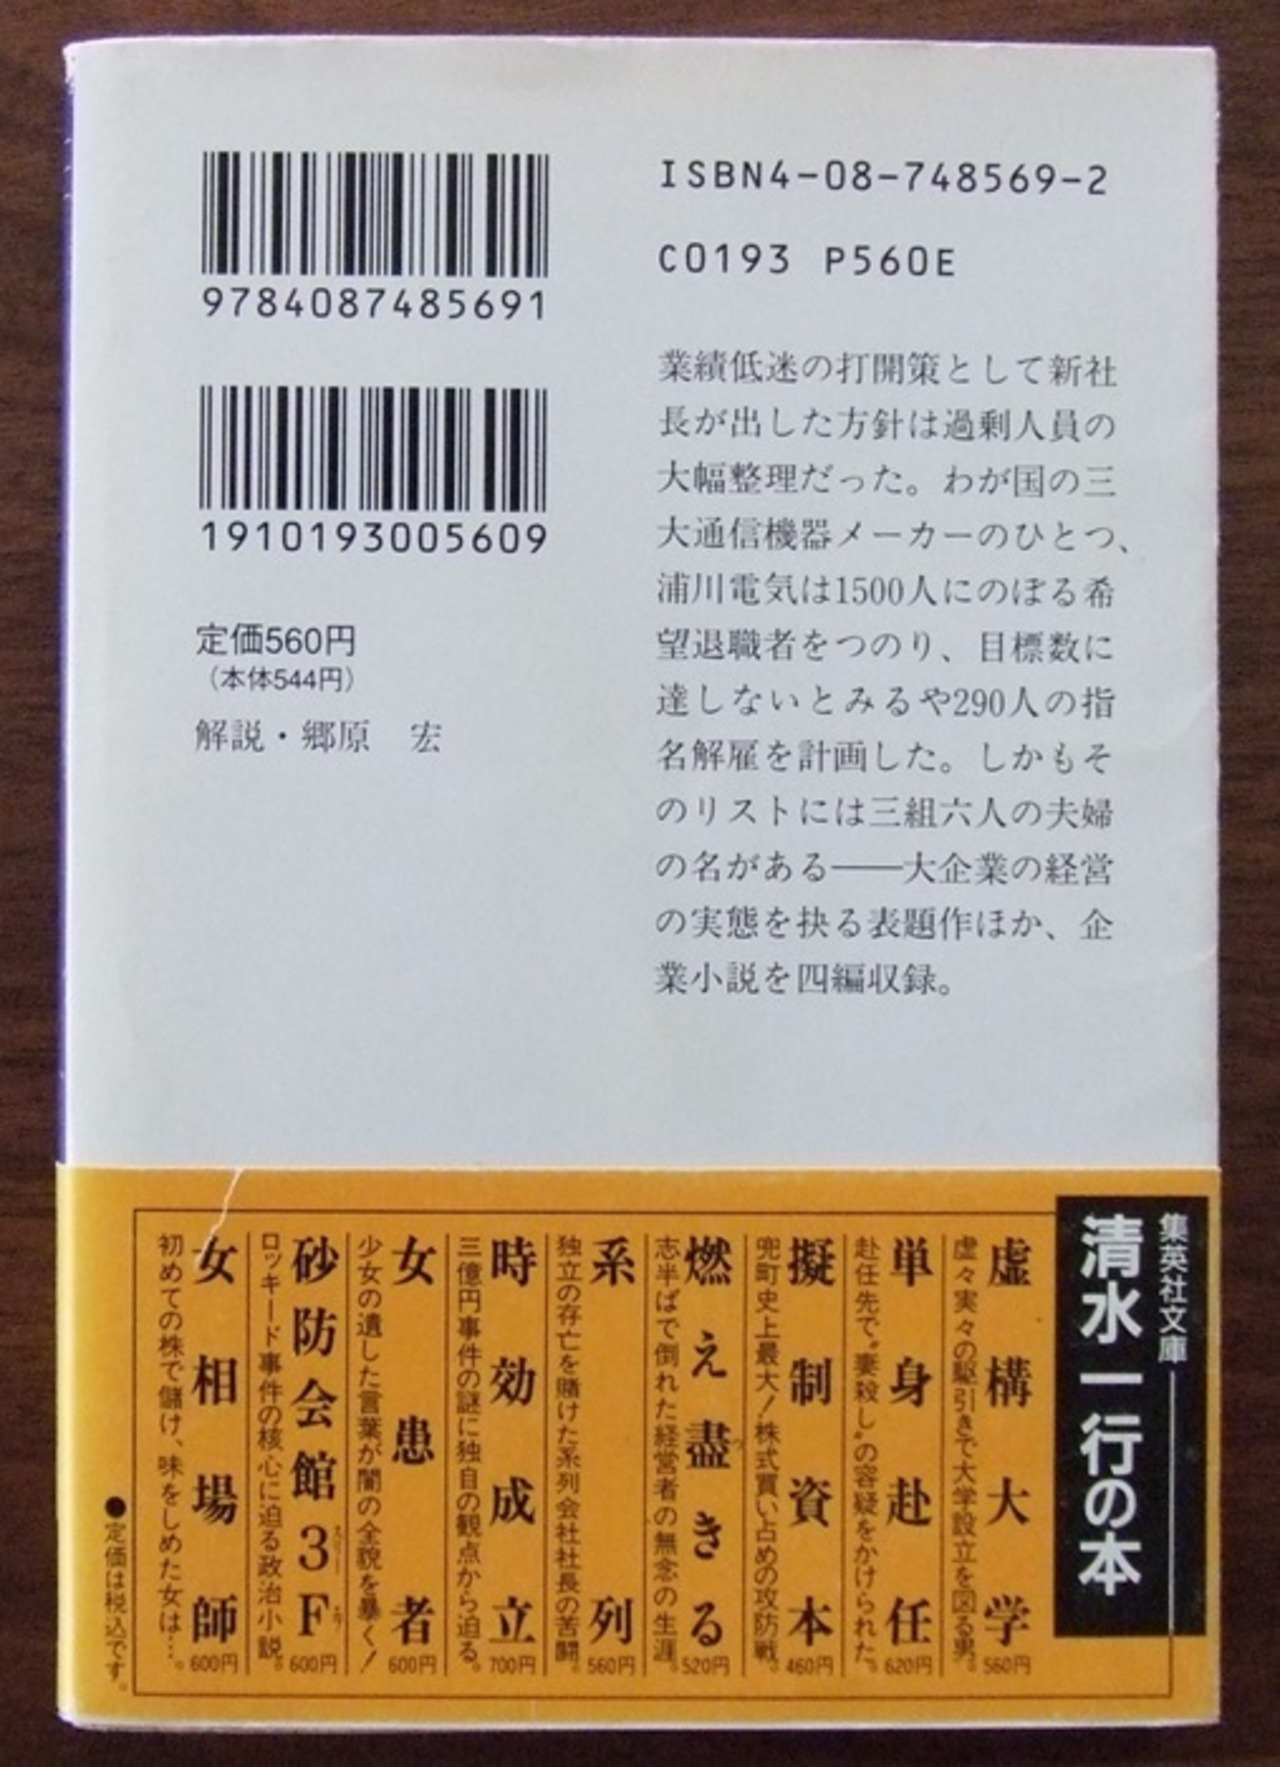 ISBN4-08-748569-2
C0193 P560E
9784087485691
1910193005609
定価560円
（本体544円）
解説・郷原 宏
業績低迷の打開策として新社
長が出した方針は過剰人員の
大幅整理だった。わが国の三
大通信機器メーカーのひとつ、
浦川電気は1500人にのぼる希
望退職者をつのり、目標数に
達しないとみるや290人の指
名解雇を計画した。しかもそ
のリストには三組六人の夫婦
の名がある――大企業の経営
の実態を抉る表題作ほか、企
業小説を四編収録。
集英社文庫
清水一行の本
虚構大学
虚々実々の駆引きで大学設立を図る男。560円
単身赴任
赴任先で〝妻殺し〟の容疑をかけられた。620円
擬制資本
兜町史上最大！株式買い占めの攻防戦。460円
燃え盡きる
志半ばで倒れた経営者の無念の生涯。520円
系列
独立の存亡を賭けた系列会社社長の苦闘。560円
時効成立
三億円事件の謎に独自の観点から迫る。700円
女患者
少女の遺した言葉が闇の全貌を暴く！600円
砂防会館3F
ロッキード事件の核心に迫る政治小説。600円
女相場師
初めての株で儲け、味をしめた女は…。600円
●定価は税込です。